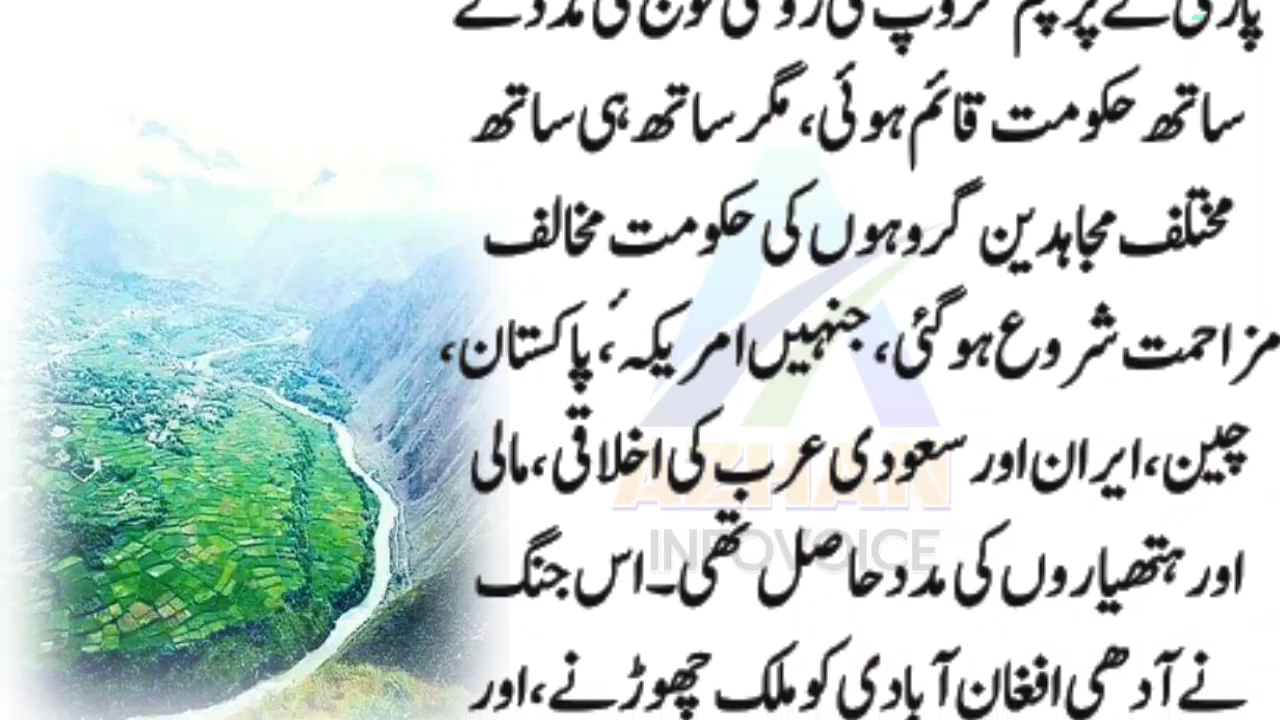 پارٹی کے پرچم گروپ کی روسی فوج کی مدد کے
ساتھ حکومت قائم ہوئی، مگر ساتھ ہی ساتھ
مختلف مجاہدین گروہوں کی حکومت مخالف
مزاحمت شروع ہوگئی، جنہیں امریکہ، پاکستان،
چین، ایران اور سعودی عرب کی اخلاقی، مالی
اور ہتھیاروں کی مدد حاصل تھی۔ اس جنگ
نے آدھی افغان آبادی کو ملک چھوڑنے، اور
AZHAN
INFOVOICE